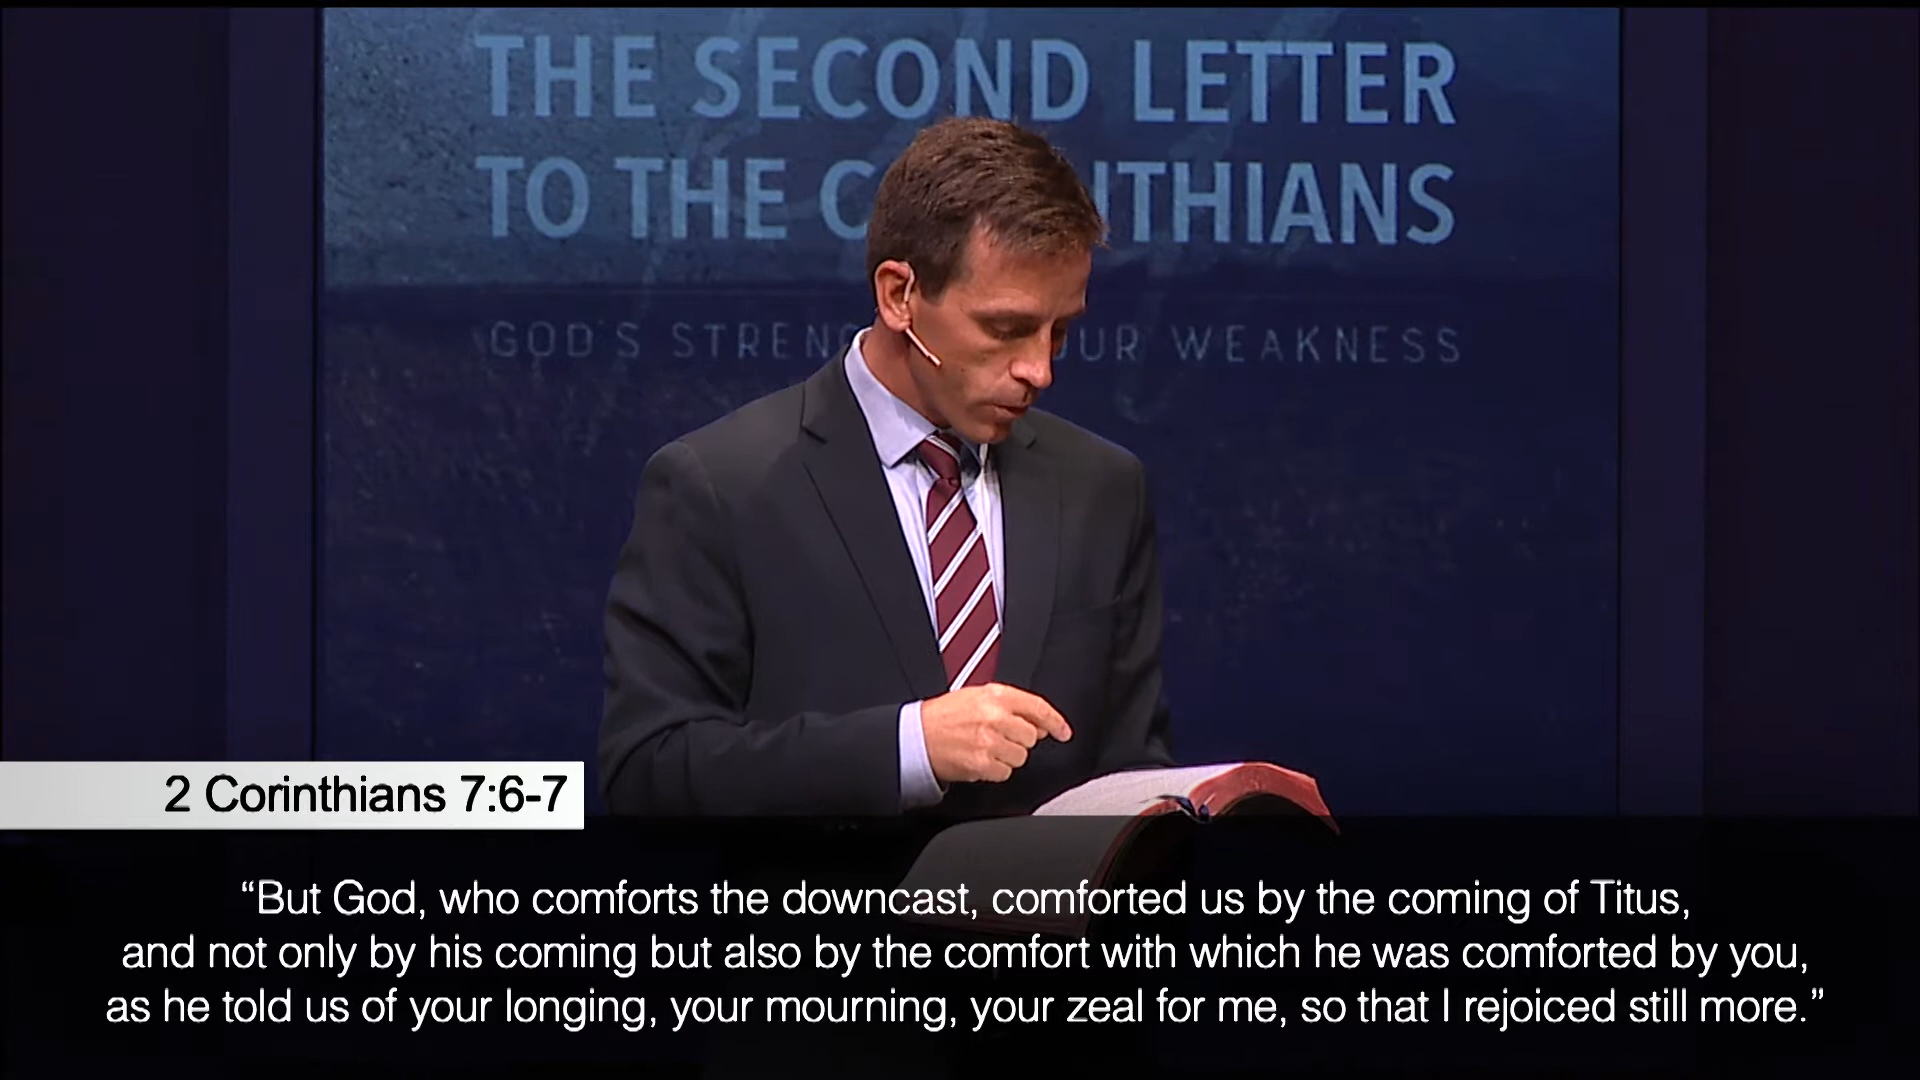 THE SECOND LETTER
TO THE C INTHIANS
GOD'S STRENG OUR WEAKNESS
2 Corinthians 7:6-7
“But God, who comforts the downcast, comforted us by the coming of Titus,
and not only by his coming but also by the comfort with which he was comforted by you,
as he told us of your longing, your mourning, your zeal for me, so that I rejoiced still more.”